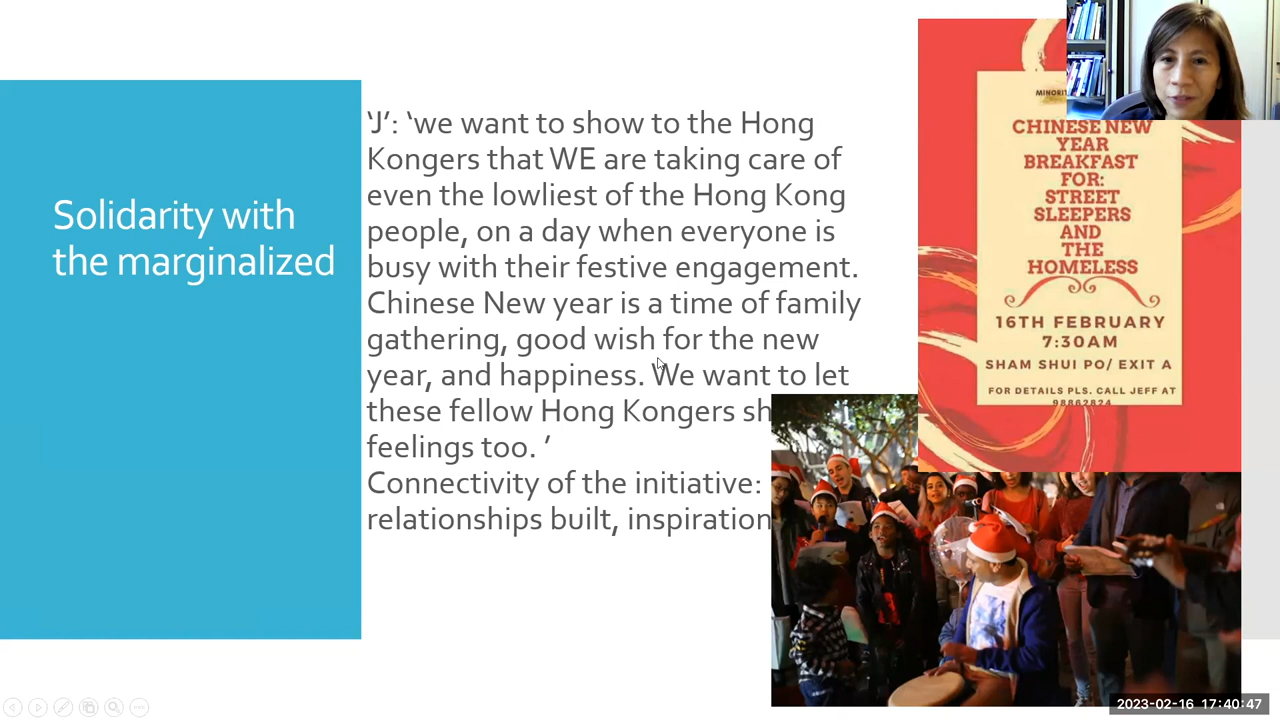 Solidarity with
the marginalized
‘J’: ‘we want to show to the Hong
Kongers that WE are taking care of
even the lowliest of the Hong Kong
people, on a day when everyone is
busy with their festive engagement.
Chinese New year is a time of family
gathering, good wish for the new
year, and happiness. We want to let
these fellow Hong Kongers sh
feelings too. ’
Connectivity of the initiative:
relationships built, inspiration
CHINESE NEW
YEAR
BREAKFAST
FOR:
STREET
SLEEPERS
AND
THE
HOMELESS
16TH FEBRUARY
7:30AM
SHAM SHUI PO/ EXIT A
FOR DETAILS PLS. CALL JEFF AT
98862824
2023-02-16 17:40:47